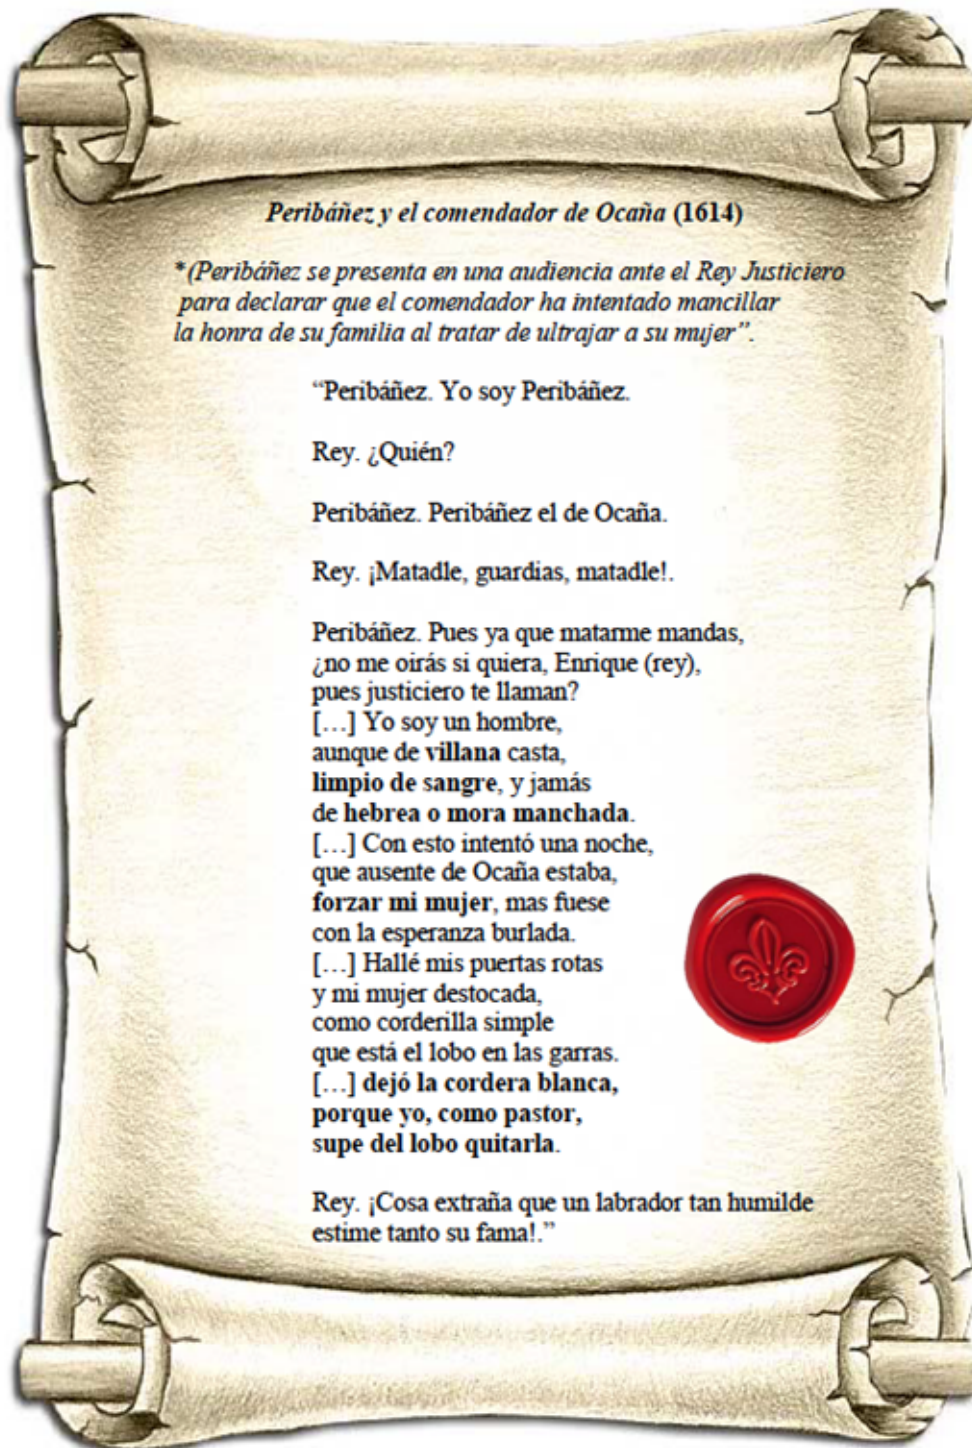 Peribáñez y el comendador de Ocaña (1614)
*(Peribáñez se presenta en una audiencia ante el Rey Justiciero
para declarar que el comendador ha intentado mancillar
la honra de su familia al tratar de ultrajar a su mujer”.
“Peribáñez. Yo soy Peribáñez.
Rey. ¿Quién?
Peribáñez. Peribáñez el de Ocaña.
Rey. ¡Matadle, guardias, matadle!.
Peribáñez. Pues ya que matarme mandas,
¿no me oirás si quiera, Enrique (rey),
pues justiciero te llaman?
[…] Yo soy un hombre,
aunque de villana casta,
limpio de sangre, y jamás
de hebrea o mora manchada.
[…] Con esto intentó una noche,
que ausente de Ocaña estaba,
forzar mi mujer, mas fuese
con la esperanza burlada.
[…] Hallé mis puertas rotas
y mi mujer destocada,
como corderilla simple
que está el lobo en las garras.
[…] dejó la cordera blanca,
porque yo, como pastor,
supe del lobo quitarla.
Rey. ¡Cosa extraña que un labrador tan humilde
estime tanto su fama!.”